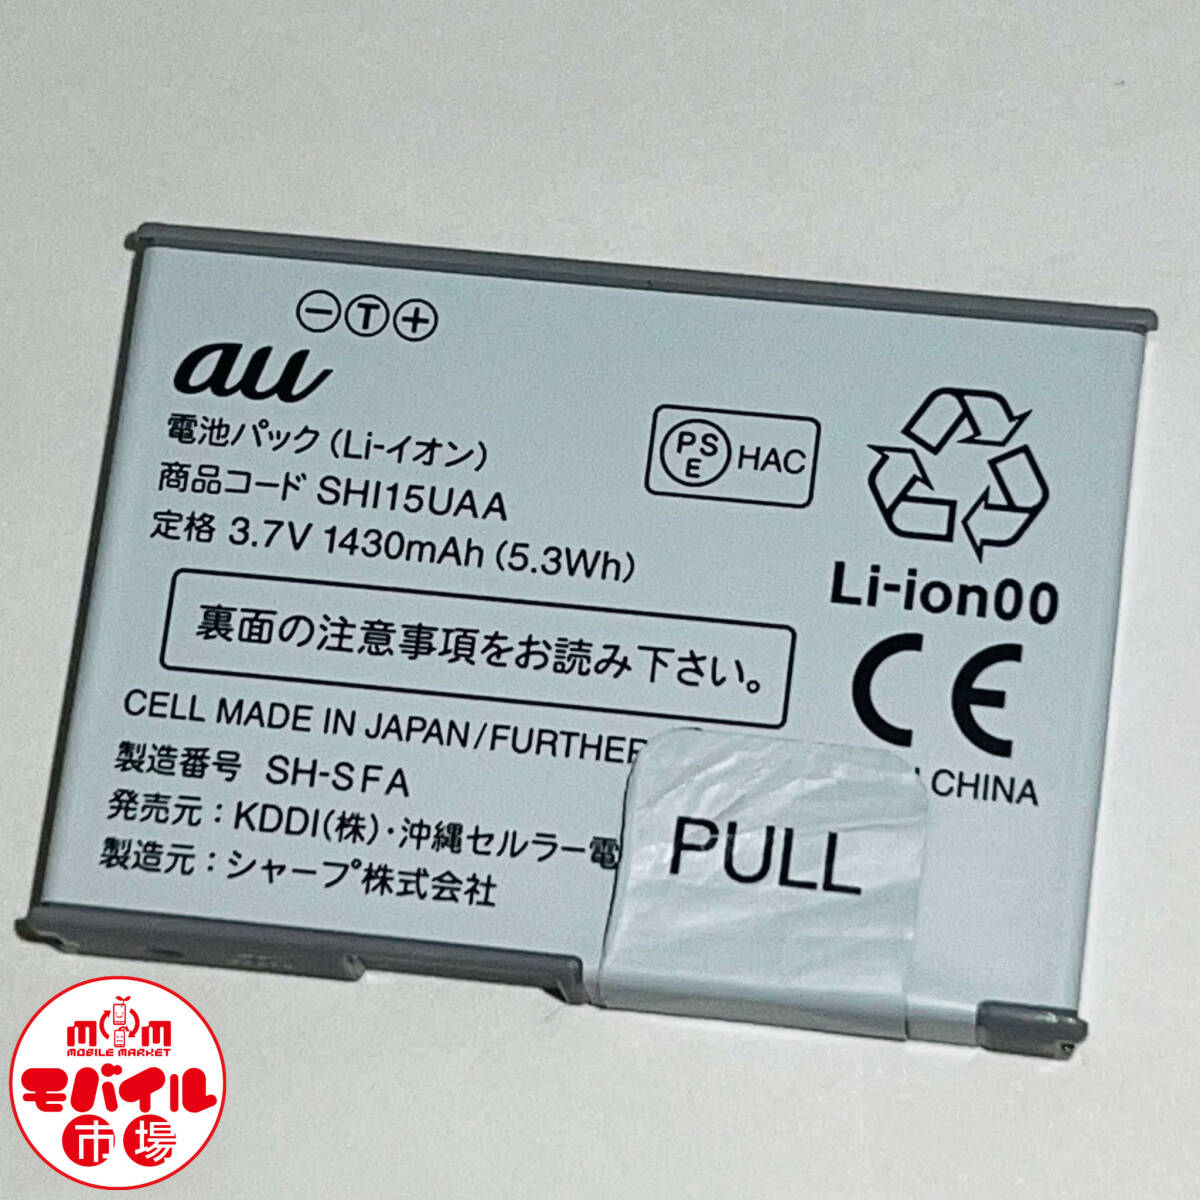 − T +
au
電池パック(Li-イオン)
商品コード SHI15UAA
定格 3.7V 1430mAh (5.3Wh)
PSE HAC
Li-ion00
CE
裏面の注意事項をお読み下さい。
CELL MADE IN JAPAN/FURTHER
CHINA
製造番号 SH-SFA
発売元：KDDI(株)・沖縄セルラー電
製造元：シャープ株式会社
PULL
MM
MOBILE MARKET
モバイル
市場